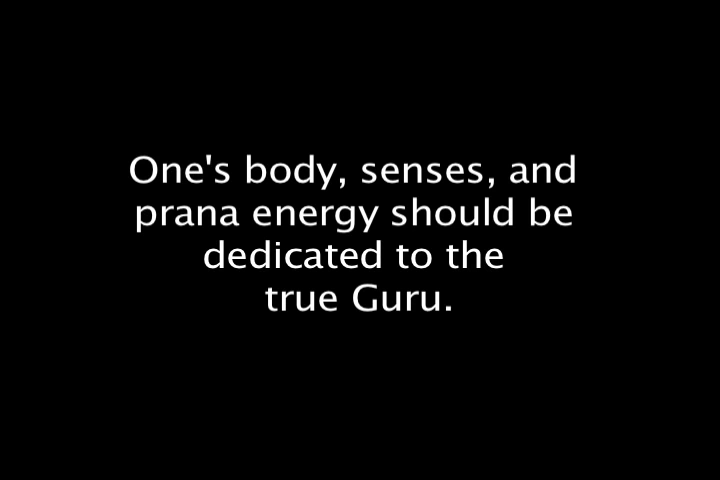 One's body, senses, and
prana energy should be
dedicated to the
true Guru.